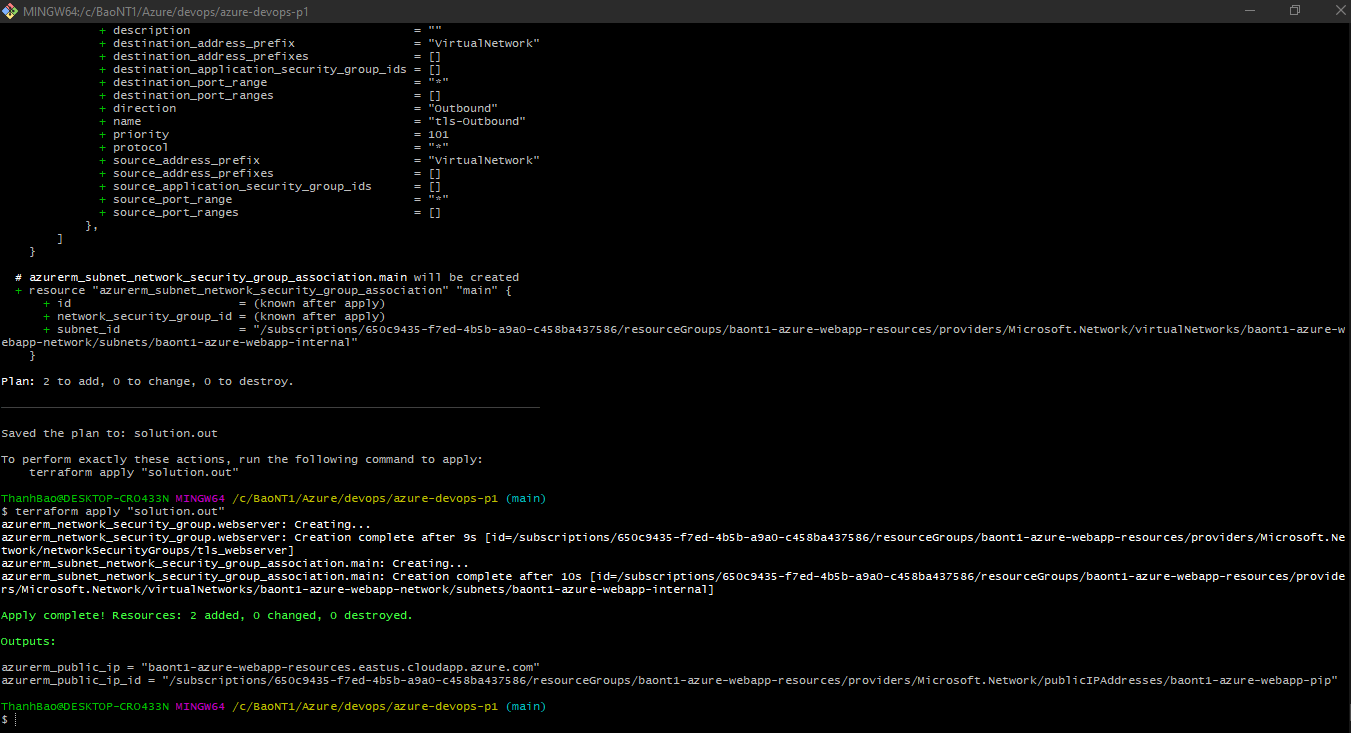 MINGW64:/c/BaoNT1/Azure/devops/azure-devops-p1
+ description = ""
+ destination_address_prefix = "VirtualNetwork"
+ destination_address_prefixes = []
+ destination_application_security_group_ids = []
+ destination_port_range = "*"
+ destination_port_ranges = []
+ direction = "Outbound"
+ name = "tls-Outbound"
+ priority = 101
+ protocol = "*"
+ source_address_prefix = "VirtualNetwork"
+ source_address_prefixes = []
+ source_application_security_group_ids = []
+ source_port_range = "*"
+ source_port_ranges = []
},
]
}
# azurerm_subnet_network_security_group_association.main will be created
+ resource "azurerm_subnet_network_security_group_association" "main" {
+ id = (known after apply)
+ network_security_group_id = (known after apply)
+ subnet_id = "/subscriptions/650c9435-f7ed-4b5b-a9a0-c458ba437586/resourceGroups/baont1-azure-webapp-resources/providers/Microsoft.Network/virtualNetworks/baont1-azure-w
ebapp-network/subnets/baont1-azure-webapp-internal"
}
Plan: 2 to add, 0 to change, 0 to destroy.
Saved the plan to: solution.out
To perform exactly these actions, run the following command to apply:
terraform apply "solution.out"
ThanhBao@DESKTOP-CRO433N MINGW64 /c/BaoNT1/Azure/devops/azure-devops-p1 (main)
$ terraform apply "solution.out"
azurerm_network_security_group.webserver: Creating...
azurerm_network_security_group.webserver: Creation complete after 9s [id=/subscriptions/650c9435-f7ed-4b5b-a9a0-c458ba437586/resourceGroups/baont1-azure-webapp-resources/providers/Microsoft.Ne
twork/networkSecurityGroups/tls_webserver]
azurerm_subnet_network_security_group_association.main: Creating...
azurerm_subnet_network_security_group_association.main: Creation complete after 10s [id=/subscriptions/650c9435-f7ed-4b5b-a9a0-c458ba437586/resourceGroups/baont1-azure-webapp-resources/provide
rs/Microsoft.Network/virtualNetworks/baont1-azure-webapp-network/subnets/baont1-azure-webapp-internal]
Apply complete! Resources: 2 added, 0 changed, 0 destroyed.
Outputs:
azurerm_public_ip = "baont1-azure-webapp-resources.eastus.cloudapp.azure.com"
azurerm_public_ip_id = "/subscriptions/650c9435-f7ed-4b5b-a9a0-c458ba437586/resourceGroups/baont1-azure-webapp-resources/providers/Microsoft.Network/publicIPAddresses/baont1-azure-webapp-pip"
ThanhBao@DESKTOP-CRO433N MINGW64 /c/BaoNT1/Azure/devops/azure-devops-p1 (main)
$